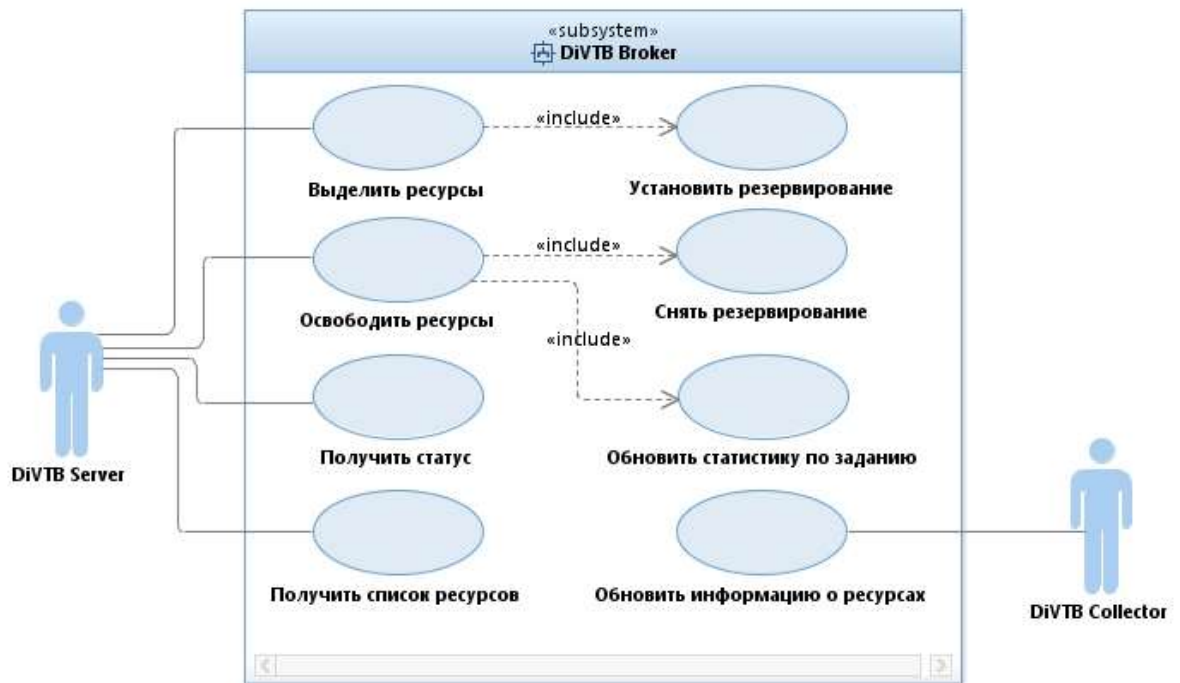 «subsystem»
DiVTB Broker
«include»
Выделить ресурсы
Установить резервирование
«include»
Освободить ресурсы
Снять резервирование
«include»
DiVTB Server
Получить статус
Обновить статистику по заданию
Получить список ресурсов
Обновить информацию о ресурсах
DiVTB Collector